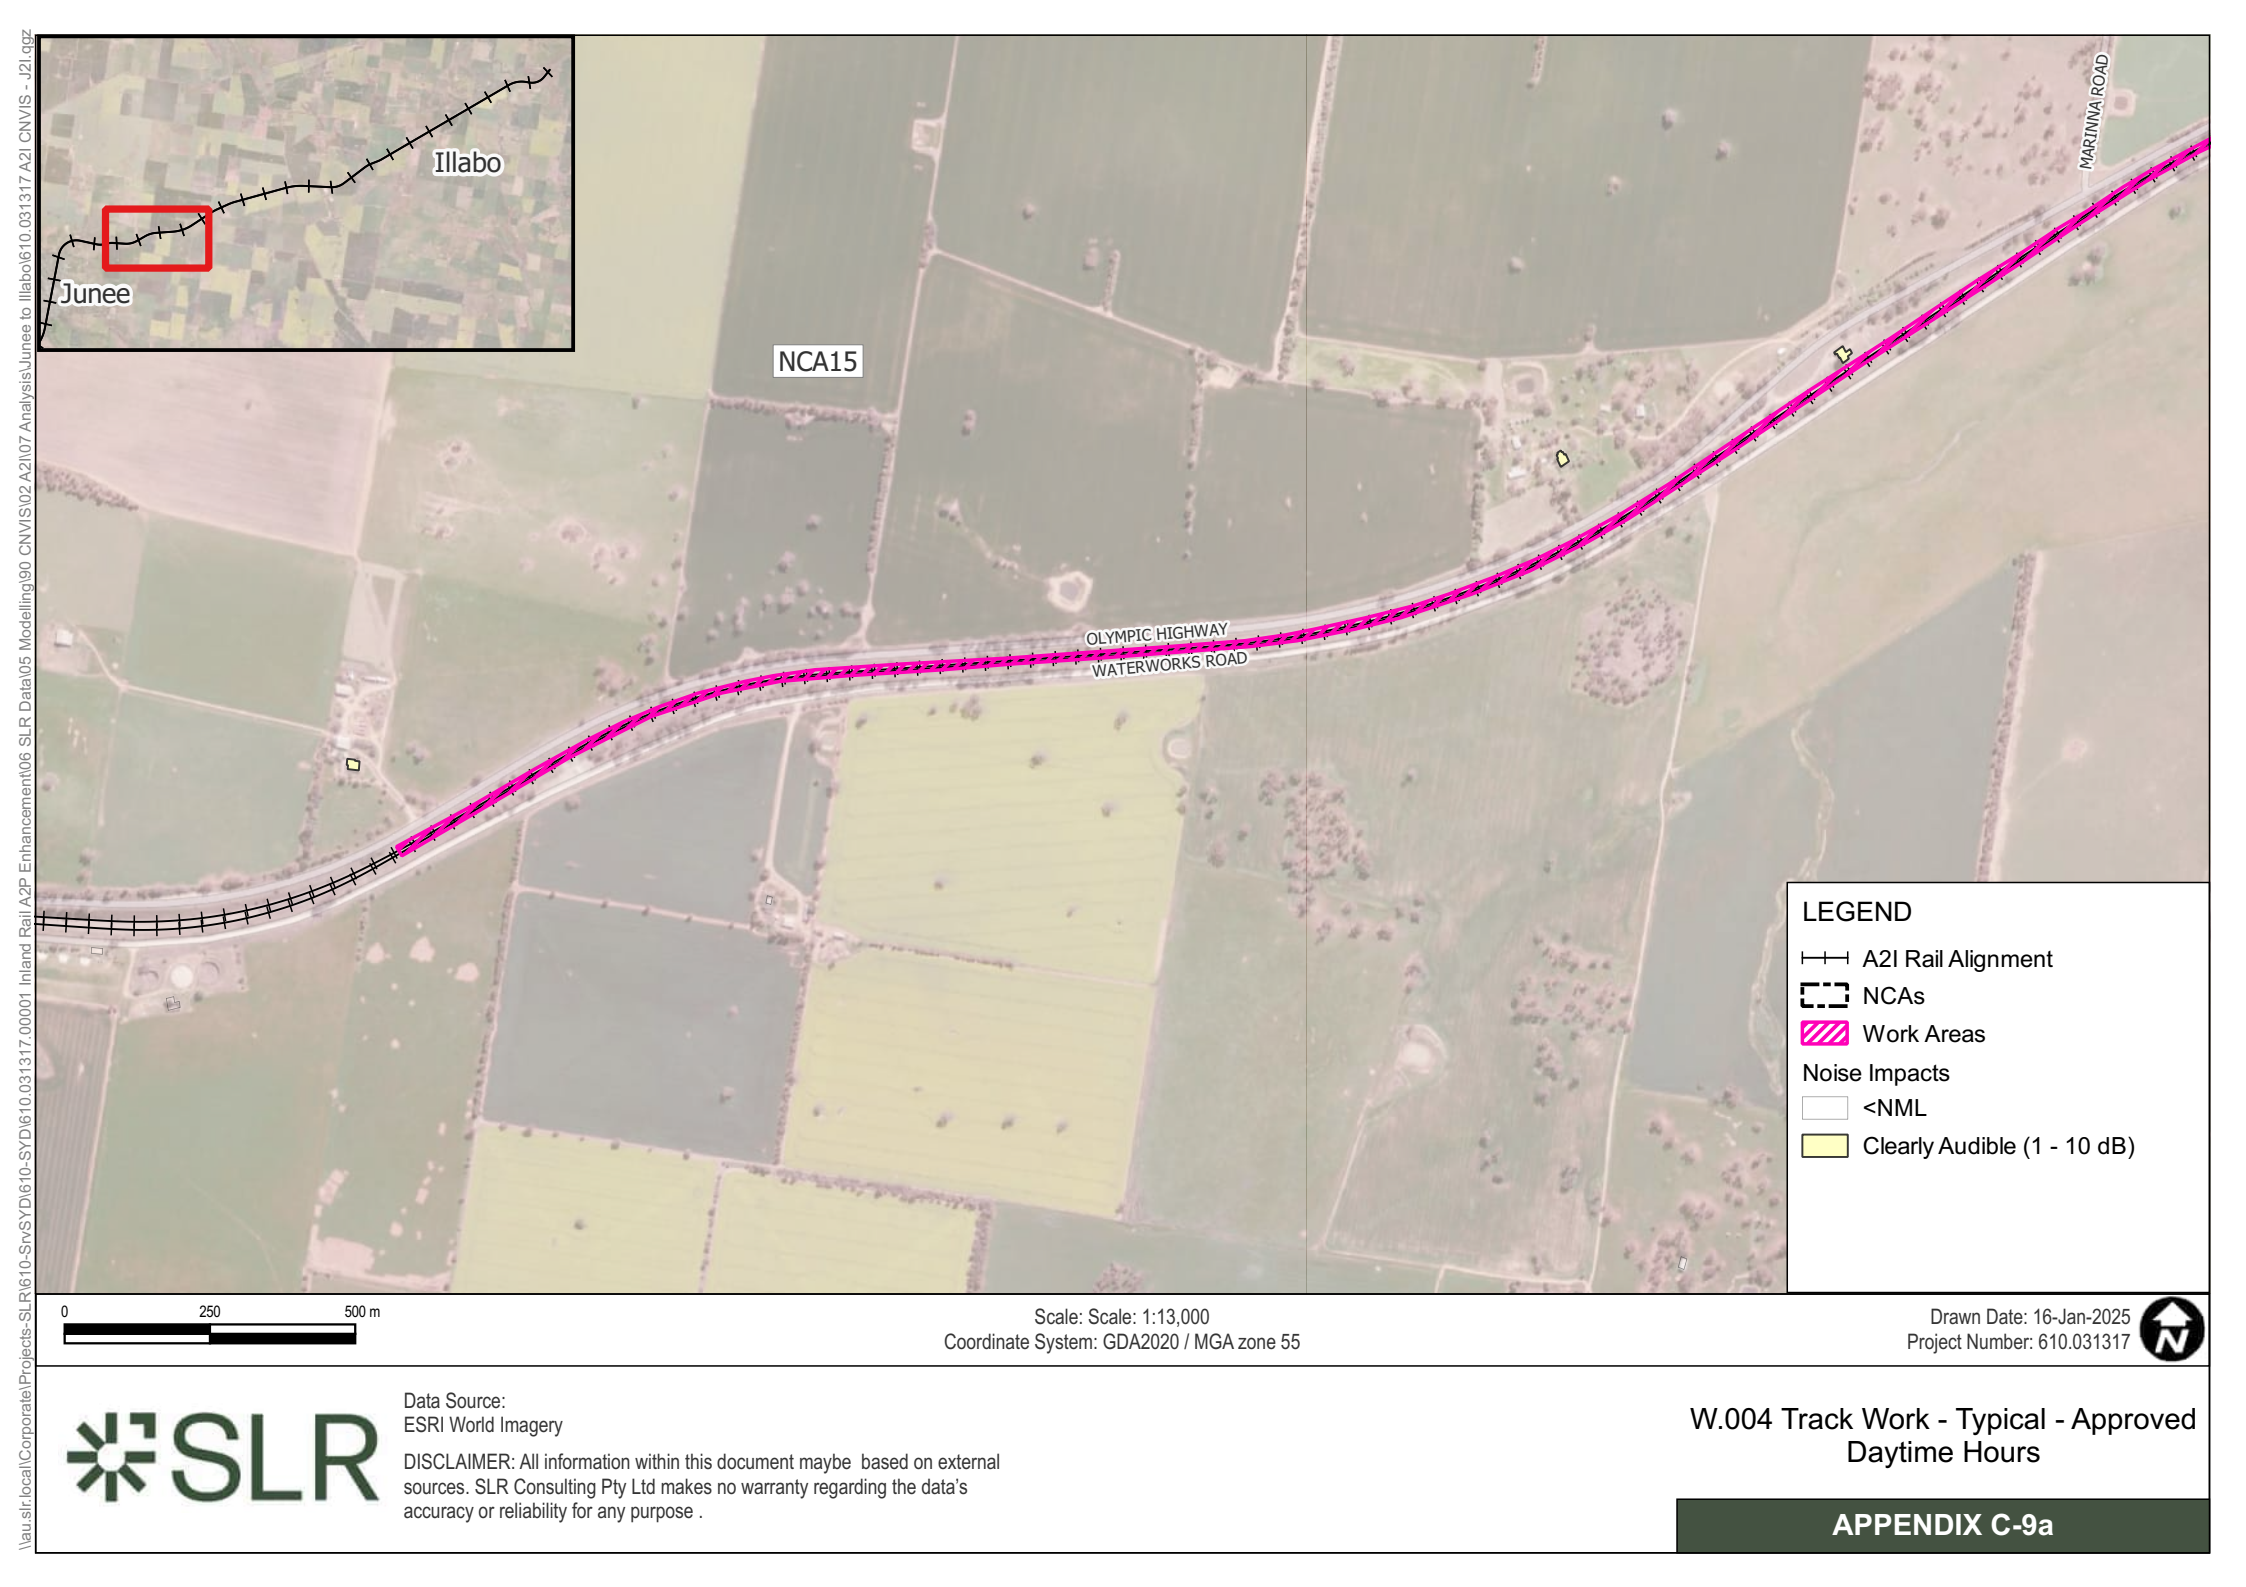 \\au.slr.local\Corporate\Projects-SLR\610-SrvSYD\610-SYD\610.031317.00001 Inland Rail A2P Enhancement\06 SLR Data\05 Modelling\90 CNVIS\02 A2I\07 Analysis\Junee to Illabo\610.031317 A2I CNVIS - J2I.qgz
Illabo
Junee
NCA15
MARINNA ROAD
OLYMPIC HIGHWAY
WATERWORKS ROAD
LEGEND
A2I Rail Alignment
NCAs
Work Areas
Noise Impacts
<NML
Clearly Audible (1 - 10 dB)
0 250 500 m
Scale: Scale: 1:13,000
Coordinate System: GDA2020 / MGA zone 55
Drawn Date: 16-Jan-2025
Project Number: 610.031317
N
SLR
Data Source:
ESRI World Imagery
DISCLAIMER: All information within this document maybe based on external
sources. SLR Consulting Pty Ltd makes no warranty regarding the data's
accuracy or reliability for any purpose .
W.004 Track Work - Typical - Approved
Daytime Hours
APPENDIX C-9a